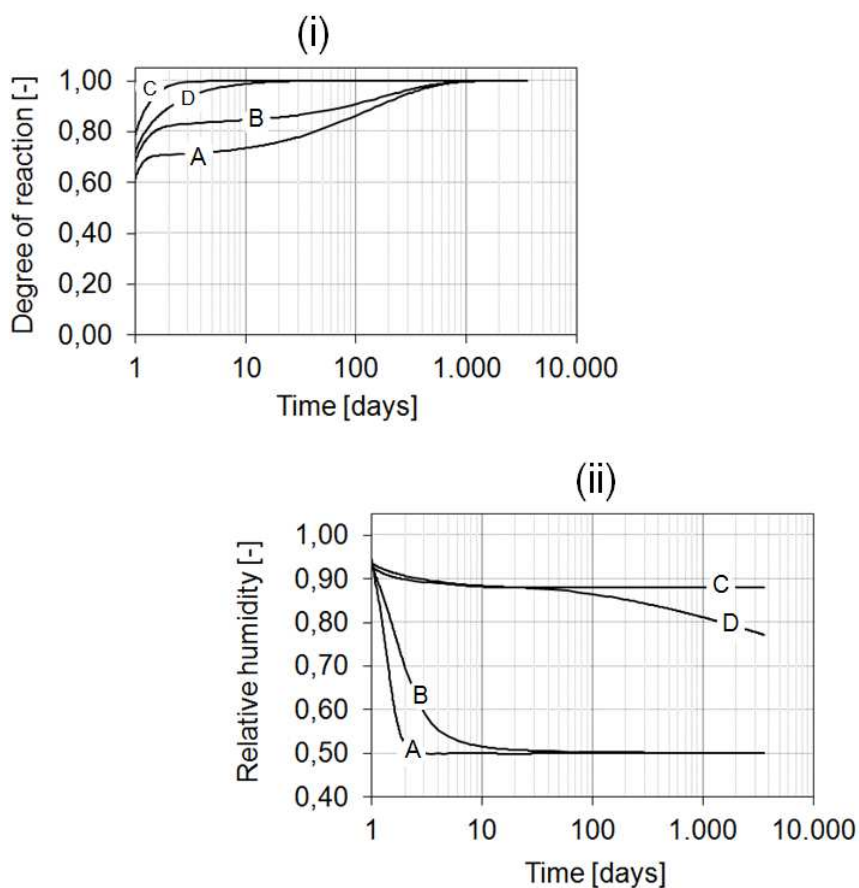 (i)
Degree of reaction [-]
1,00
0,80
0,60
0,40
0,20
0,00
C
D
B
A
1 10 100 1.000 10.000
Time [days]
(ii)
Relative humidity [-]
1,00
0,90
0,80
0,70
0,60
0,50
0,40
C
D
B
A
1 10 100 1.000 10.000
Time [days]